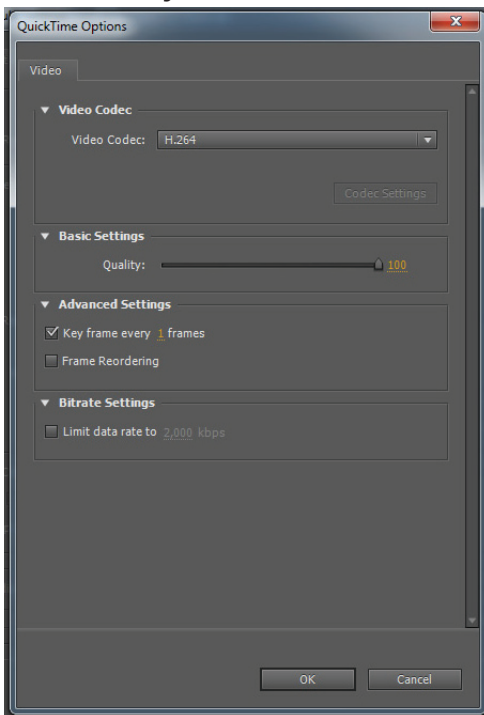 QuickTime Options
Video
Video Codec
Video Codec: H.264
Codec Settings
Basic Settings
Quality: 100
Advanced Settings
Key frame every 1 frames
Frame Reordering
Bitrate Settings
Limit data rate to 2,000 kbps
OK Cancel